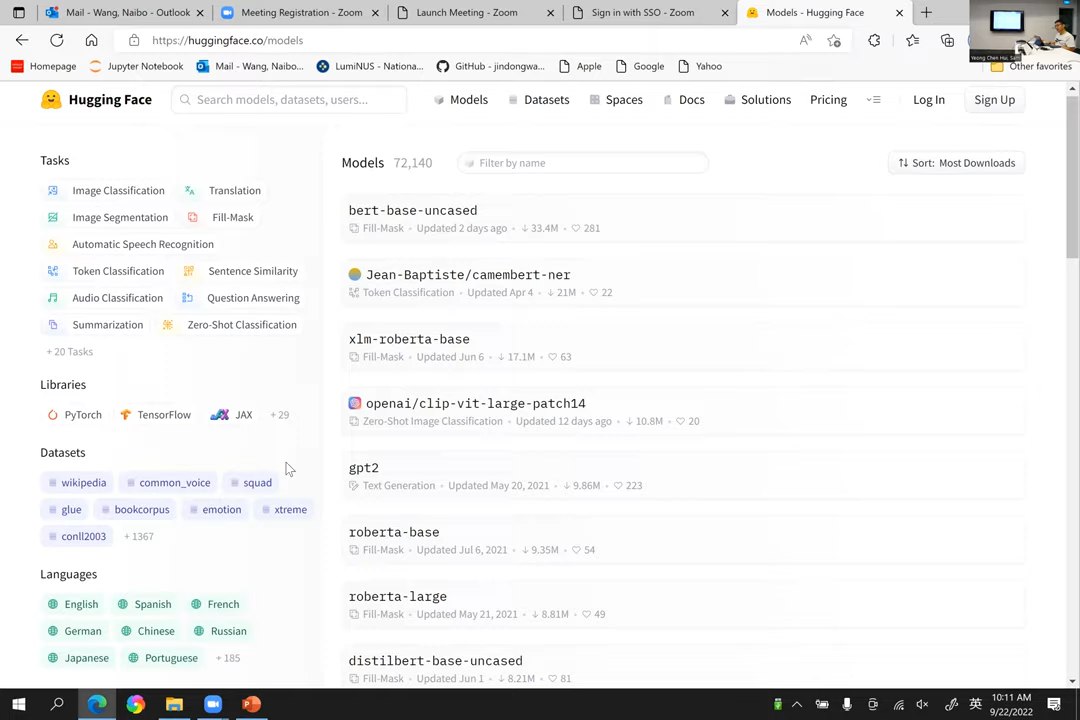 Mail - Wang, Naibo - Outlook
Meeting Registration - Zoom
Launch Meeting - Zoom
Sign in with SSO - Zoom
Models - Hugging Face
https://huggingface.co/models
Homepage
Jupyter Notebook
Mail - Wang, Naibo...
LumiNUS - Nationa...
GitHub - jindongwa...
Apple
Google
Yahoo
Other favorites
Hugging Face
Search models, datasets, users...
Models
Datasets
Spaces
Docs
Solutions
Pricing
Log In
Sign Up
Tasks
Image Classification
Translation
Image Segmentation
Fill-Mask
Automatic Speech Recognition
Token Classification
Sentence Similarity
Audio Classification
Question Answering
Summarization
Zero-Shot Classification
+ 20 Tasks
Libraries
PyTorch
TensorFlow
JAX
+ 29
Datasets
wikipedia
common_voice
squad
glue
bookcorpus
emotion
xtreme
conll2003
+ 1367
Languages
English
Spanish
French
German
Chinese
Russian
Japanese
Portuguese
+ 185
Models 72,140
Filter by name
Sort: Most Downloads
bert-base-uncased
Fill-Mask • Updated 2 days ago • ↓ 33.4M • ♡ 281
Jean-Baptiste/camembert-ner
Token Classification • Updated Apr 4 • ↓ 21M • ♡ 22
xlm-roberta-base
Fill-Mask • Updated Jun 6 • ↓ 17.1M • ♡ 63
openai/clip-vit-large-patch14
Zero-Shot Image Classification • Updated 12 days ago • ↓ 10.8M • ♡ 20
gpt2
Text Generation • Updated May 20, 2021 • ↓ 9.86M • ♡ 223
roberta-base
Fill-Mask • Updated Jul 6, 2021 • ↓ 9.35M • ♡ 54
roberta-large
Fill-Mask • Updated May 21, 2021 • ↓ 8.81M • ♡ 49
distilbert-base-uncased
Fill-Mask • Updated Jun 1 • ↓ 8.21M • ♡ 81
英
10:11 AM
9/22/2022